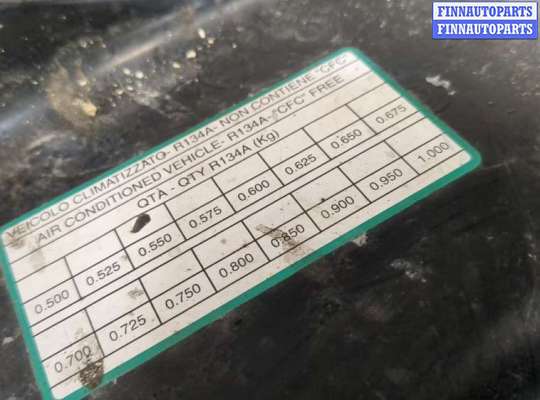 FINNAUTOPARTS
FINNAUTOPARTS
VEICOLO CLIMATIZZATO- R134A- NON CONTIENE "CFC"
AIR CONDITIONED VEHICLE- R134A- "CFC" FREE
QTA - QTY R134A (Kg)
0.500 0.525 0.550 0.575 0.600 0.625 0.650 0.675
0.700 0.725 0.750 0.800 0.850 0.900 0.950 1.000